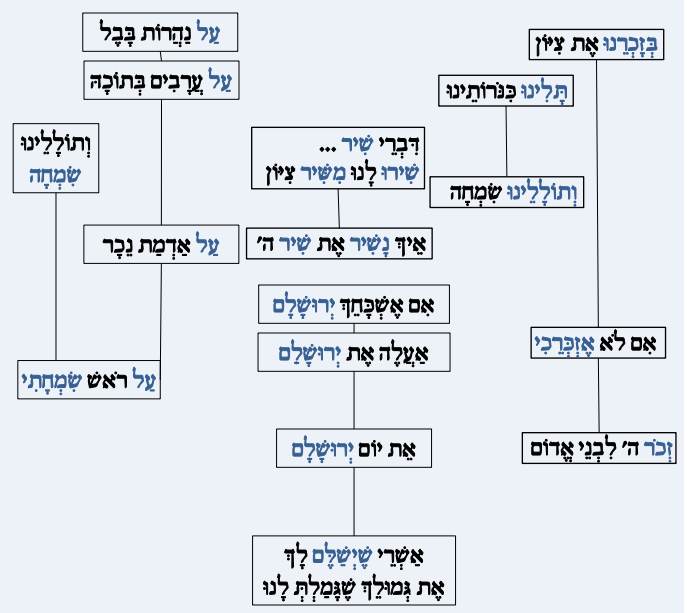 בְּזָכְרֵנוּ אֶת צִיּוֹן
תָּלִינוּ כִּנֹּרוֹתֵינוּ
וְתוֹלָלֵינוּ שִׂמְחָה
אִם לֹא אֶזְכְּרֵכִי
זְכֹר ה' לִבְנֵי אֱדוֹם
דִּבְרֵי שִׁיר ...
שִׁירוּ לָנוּ מִשִּׁיר צִיּוֹן
אֵיךְ נָשִׁיר אֶת שִׁיר ה'
אִם אֶשְׁכָּחֵךְ יְרוּשָׁלִָם
אַעֲלֶה אֶת יְרוּשָׁלִַם
אֵת יוֹם יְרוּשָׁלִָם
אַשְׁרֵי שֶׁיְשַׁלֶּם לָךְ
אֶת גְּמוּלֵךְ שֶׁגָּמַלְתְּ לָנוּ
עַל נַהֲרוֹת בָּבֶל
עַל עֲרָבִים בְּתוֹכָהּ
עַל אַדְמַת נֵכָר
וְתוֹלָלֵינוּ
שִׂמְחָה
עַל רֹאשׁ שִׂמְחָתִי